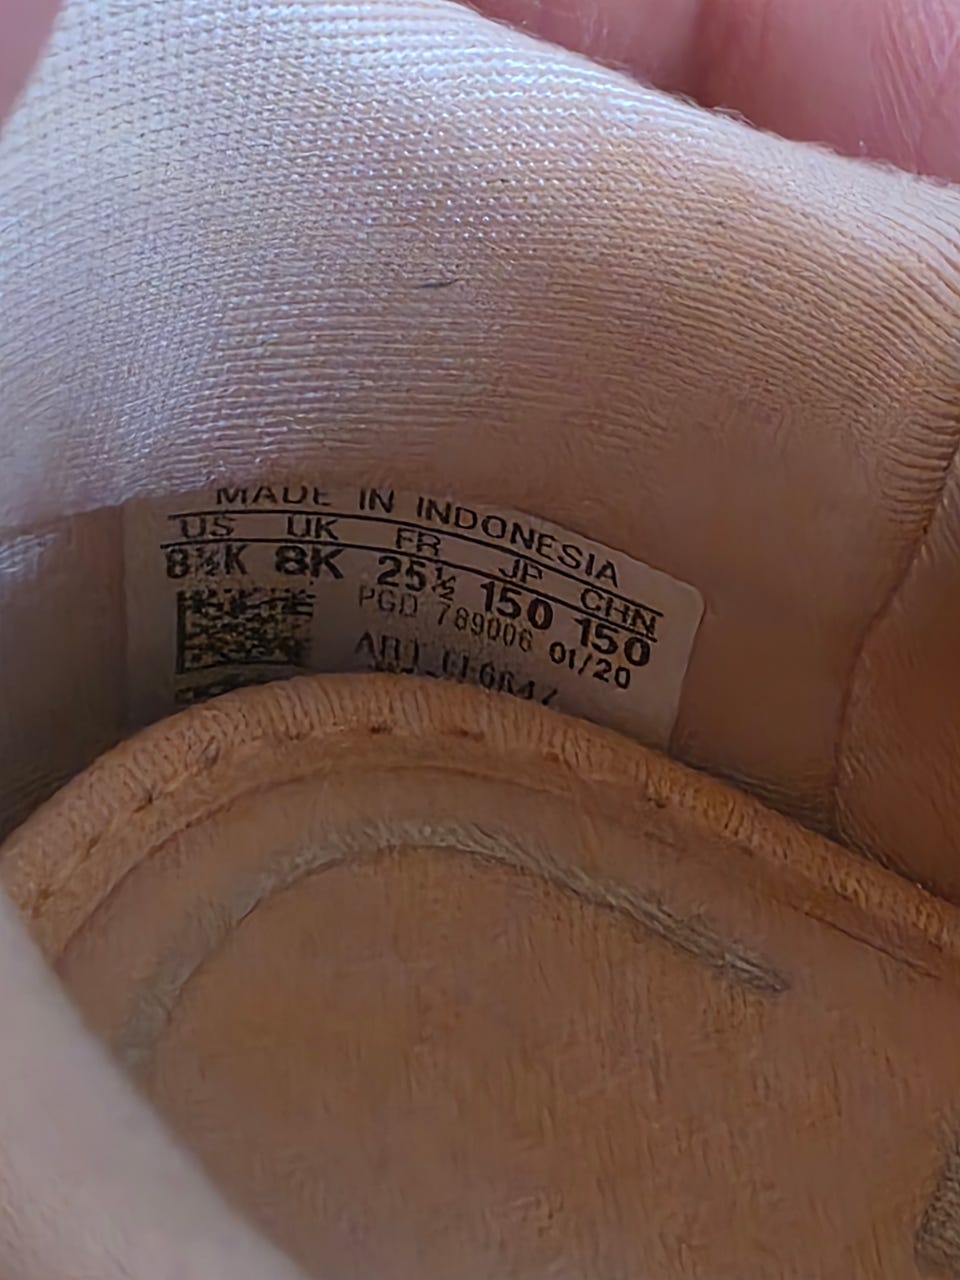 MADE IN INDONESIA
US UK FR JP CHN
8½K 8K 25½ 150 150
PGD 789006 01/20
ART